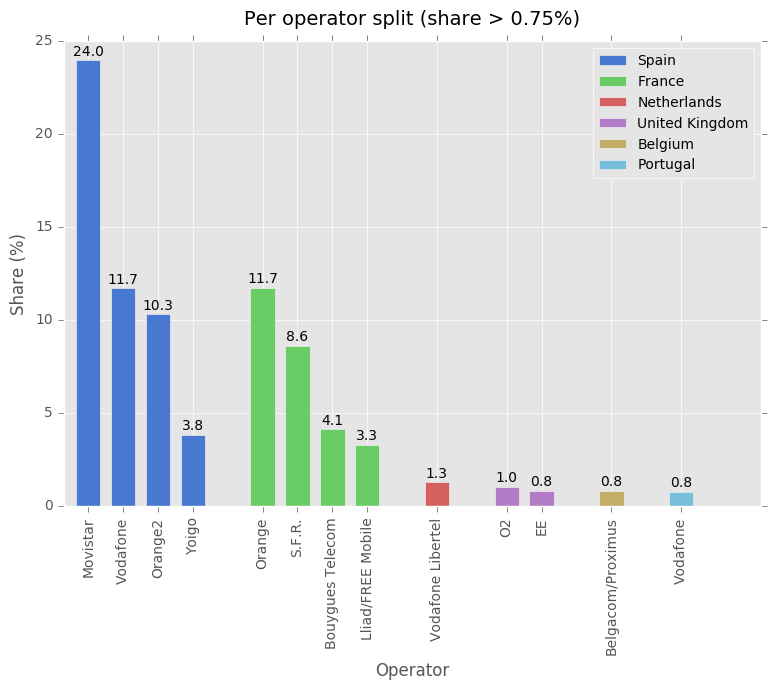 Per operator split (share > 0.75%)
25
20
15
10
5
0
Share (%)
24.0
11.7
10.3
3.8
11.7
8.6
4.1
3.3
1.3
1.0
0.8
0.8
0.8
Spain
France
Netherlands
United Kingdom
Belgium
Portugal
Movistar
Vodafone
Orange2
Yoigo
Orange
S.F.R.
Bouygues Telecom
Lliad/FREE Mobile
Vodafone Libertel
O2
EE
Belgacom/Proximus
Vodafone
Operator